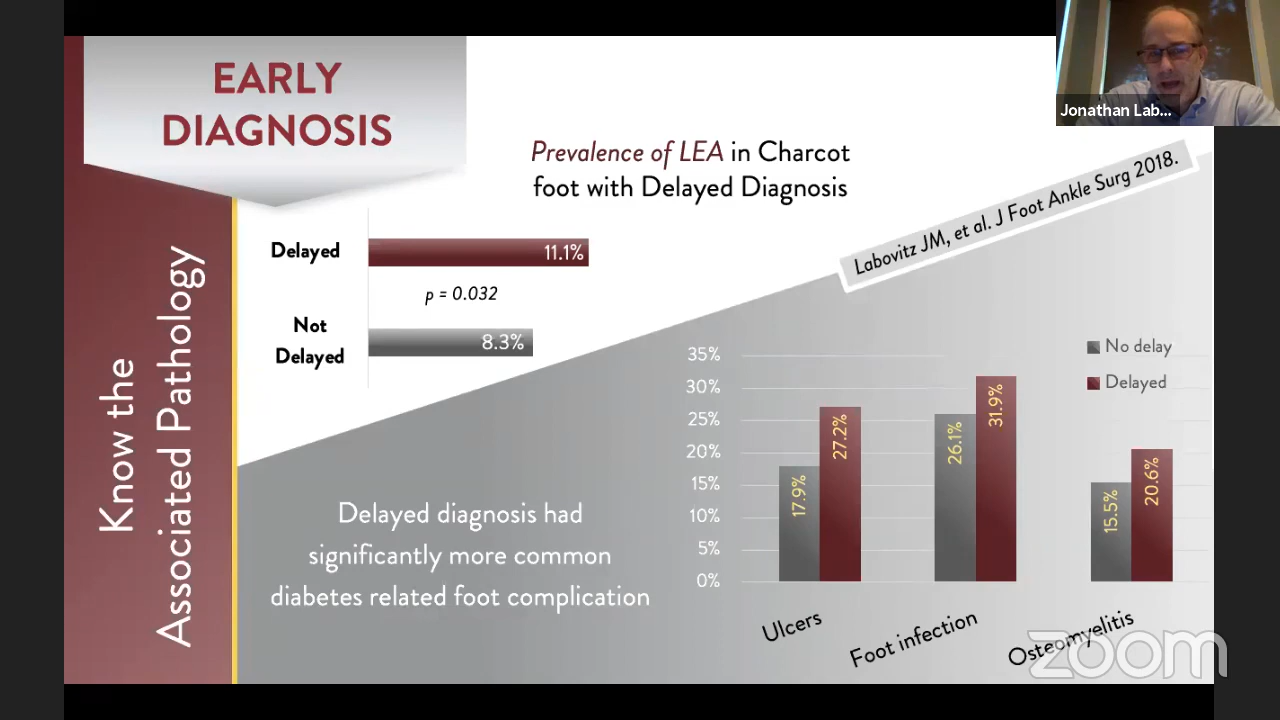 EARLY
DIAGNOSIS
Know the
Associated Pathology
Prevalence of LEA in Charcot
foot with Delayed Diagnosis
Delayed
11.1%
p = 0.032
Not
Delayed
8.3%
Labovitz JM, et al. J Foot Ankle Surg 2018.
Jonathan Lab...
Delayed diagnosis had
significantly more common
diabetes related foot complication
No delay
Delayed
35%
30%
25%
20%
15%
10%
5%
0%
17.9%
27.2%
26.1%
31.9%
15.5%
20.6%
Ulcers
Foot infection
Osteomyelitis
zoom